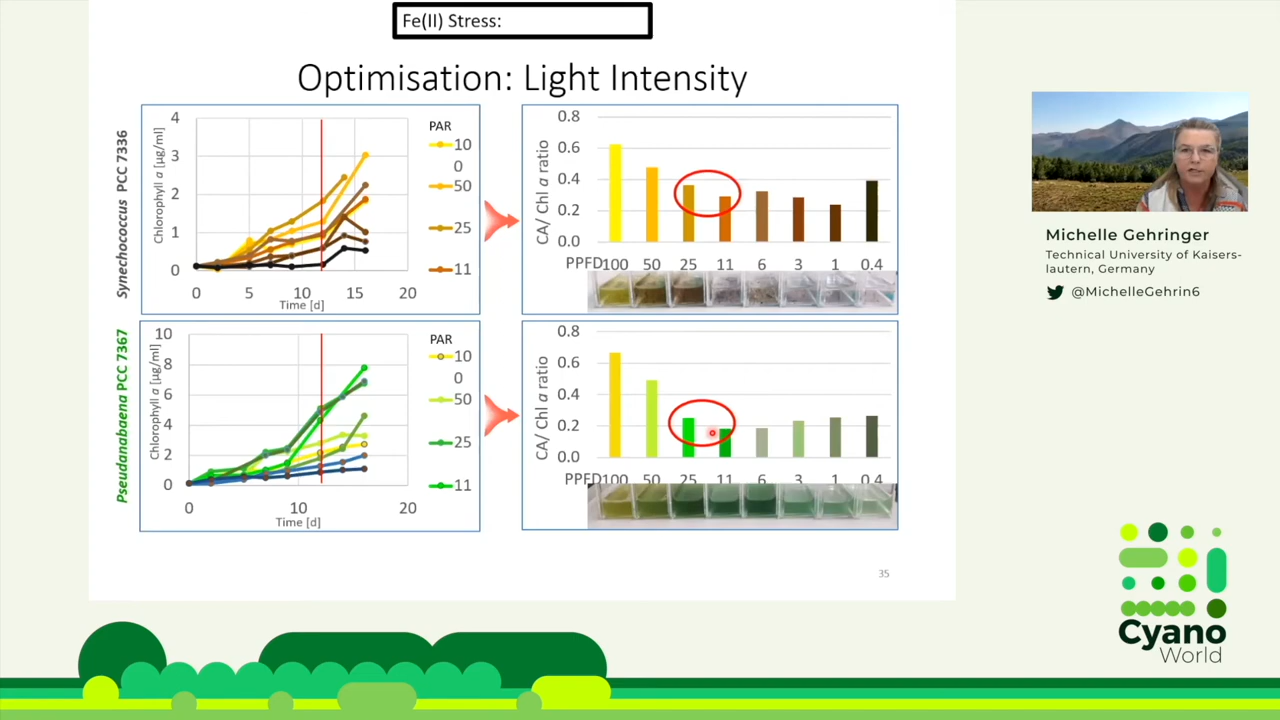 Fe(II) Stress:
Optimisation: Light Intensity
Synechococcus PCC 7336
Chlorophyll a [µg/ml]
4
3
2
1
0
0 5 10 15 20
Time [d]
PAR
10
0
50
25
11
CA/ Chl a ratio
0.8
0.6
0.4
0.2
0.0
PPFD 100 50 25 11 6 3 1 0.4
Pseudanabaena PCC 7367
Chlorophyll a [µg/ml]
10
8
6
4
2
0
0 10 20
Time [d]
PAR
10
0
50
25
11
CA/ Chl a ratio
0.8
0.6
0.4
0.2
0.0
PPFD 100 50 25 11 6 3 1 0.4
35
Michelle Gehringer
Technical University of Kaisers-
lautern, Germany
@MichelleGehrin6
Cyano
World